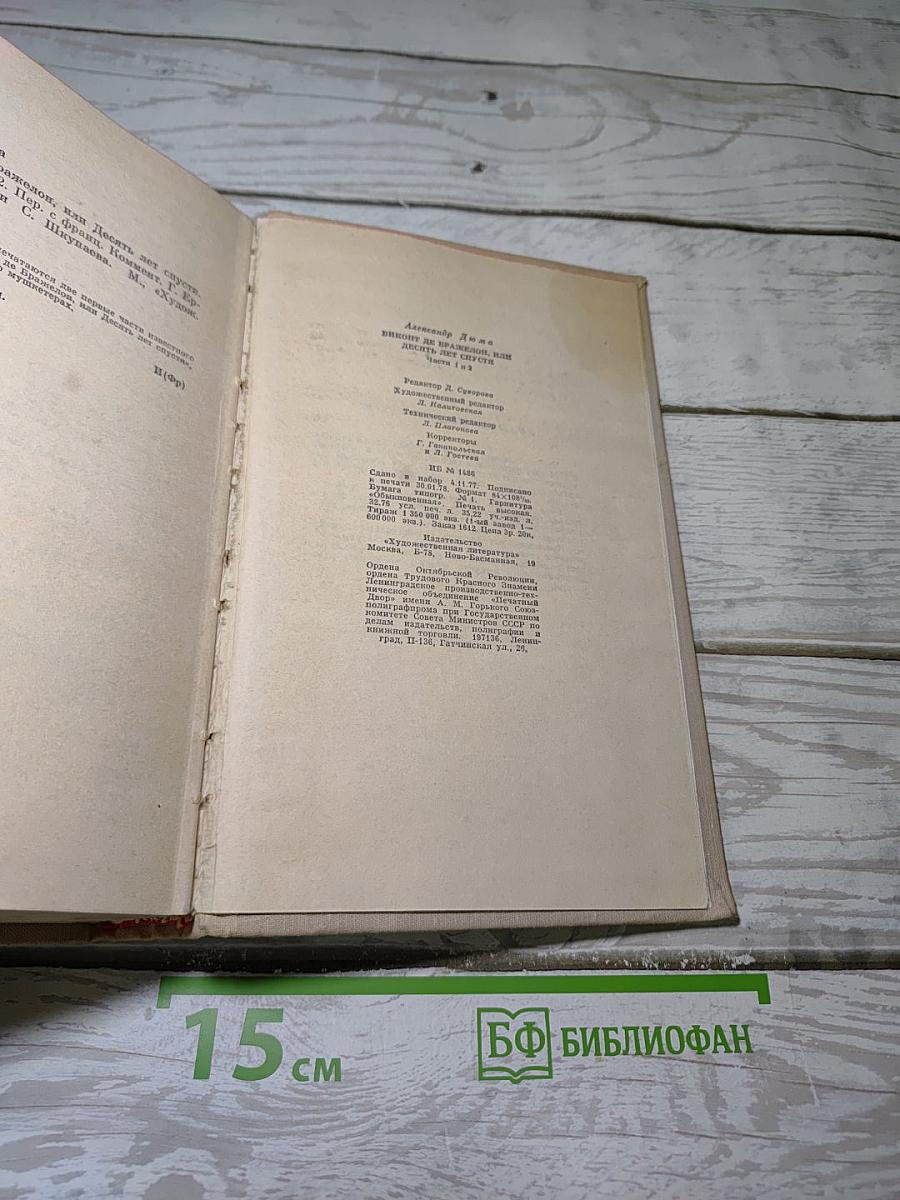 а
ражелон, или Десять лет спустя.
2. Пер. с франц. Коммент. Г. Ер-
и С. Шкунаева. М., «Худож.
печатаются две первые части известного
де Бражелон, или Десять лет спустя»,
о мушкетерах.
И(Фр)
Александр Дюма
ВИКОНТ ДЕ БРАЖЕЛОН, ИЛИ
ДЕСЯТЬ ЛЕТ СПУСТЯ
Части 1 и 2
Редактор Д. Суворова
Художественный редактор
Л. Калитовская
Технический редактор
Л. Платонова
Корректоры
Г. Ганапольская
и Л. Гостева
ИБ № 1486
Сдано в набор 4.11.77. Подписано
к печати 30.01.78. Формат 84×108¹/₃₂.
Бумага типогр. № 1. Гарнитура
«Обыкновенная». Печать высокая.
32,76 усл. печ. л. 35,22 уч.-изд. л.
Тираж 1 350 000 экз. (1-ый завод 1—
600 000 экз.). Заказ 1612. Цена 3р. 20к.
Издательство
«Художественная литература»
Москва, Б-78, Ново-Басманная, 19
Ордена Октябрьской Революции,
ордена Трудового Красного Знамени
Ленинградское производственно-тех-
ническое объединение «Печатный
Двор» имени А. М. Горького Союз-
полиграфпрома при Государственном
комитете Совета Министров СССР по
делам издательств, полиграфии и
книжной торговли. 197136, Ленин-
град, П-136, Гатчинская ул., 26.
15 см
БФ БИБЛИОФАН